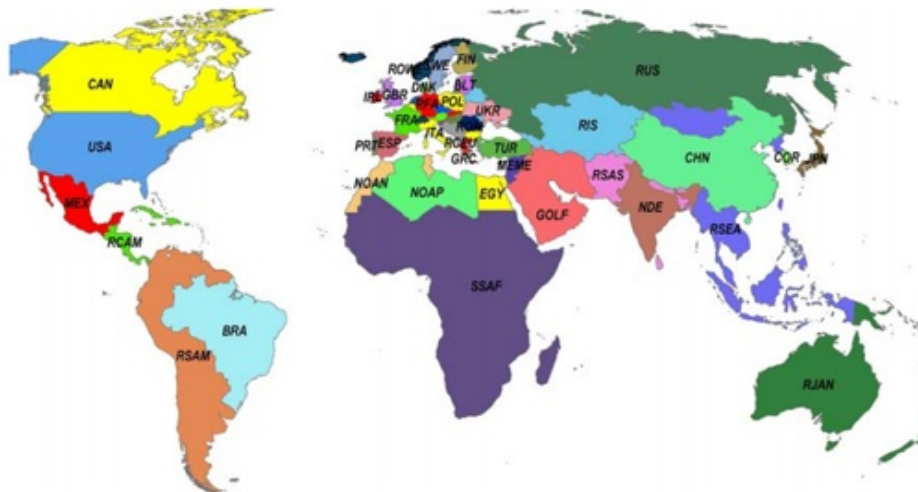 CAN
USA
MEX
RCAM
BRA
RSAM
ROW
SWE
FIN
DNK
BLT
GBR
POL
UKR
FRA
ITA
PRT
ESP
GRC
TUR
MEME
NOAN
NOAP
EGY
GOLF
SSAF
RUS
RIS
RSAS
NDE
CHN
COR
JPN
RSEA
RJAN